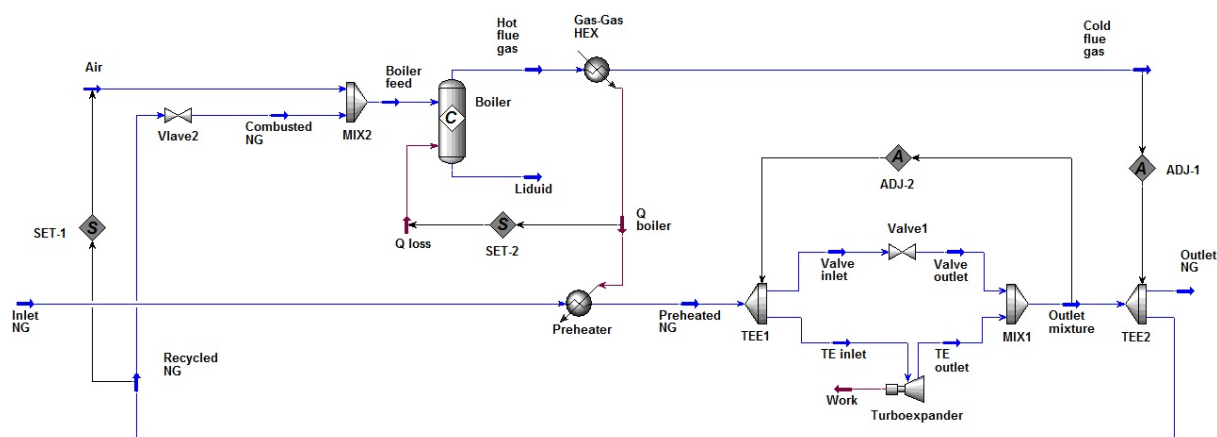 Hot
flue
gas
Gas-Gas
HEX
Cold
flue
gas
Air
Boiler
feed
Boiler
C
Vlave2
Combusted
NG
MIX2
Liduid
A
ADJ-2
A
ADJ-1
S
SET-1
S
SET-2
Q loss
Q
boiler
Valve
inlet
Valve1
Valve
outlet
Outlet
NG
Inlet
NG
Preheater
Preheated
NG
TEE1
MIX1
Outlet
mixture
TEE2
TE inlet
TE
outlet
Recycled
NG
Work
Turboexpander